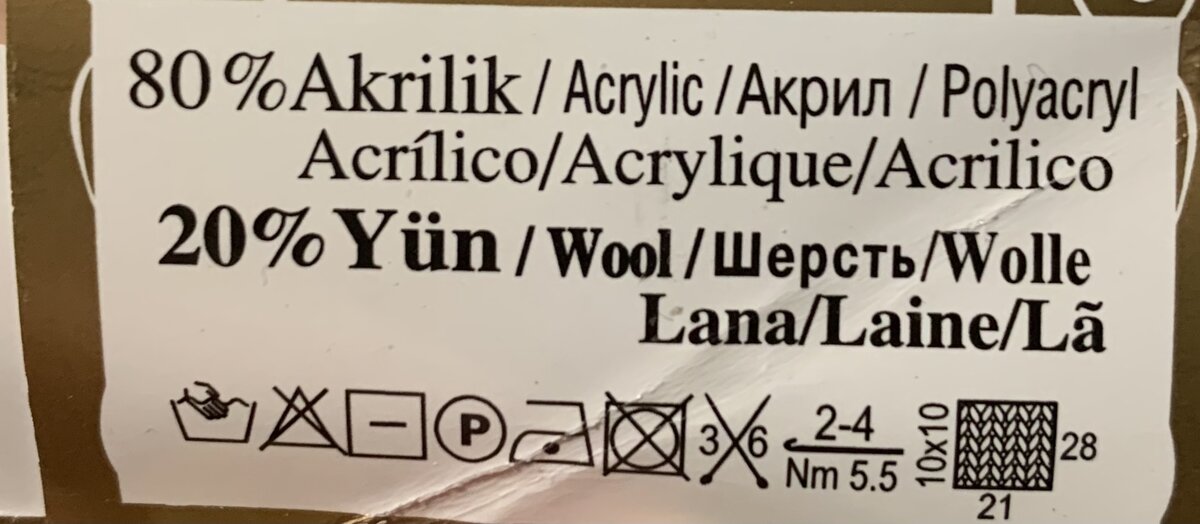 80%Akrilik / Acrylic / Акрил / Polyacryl
Acrílico/Acrylique/Acrilico
20% Yün / Wool / Шерсть/Wolle
Lana/Laine/Lã
P 3 6 2-4 10x10 28
Nm 5.5
21